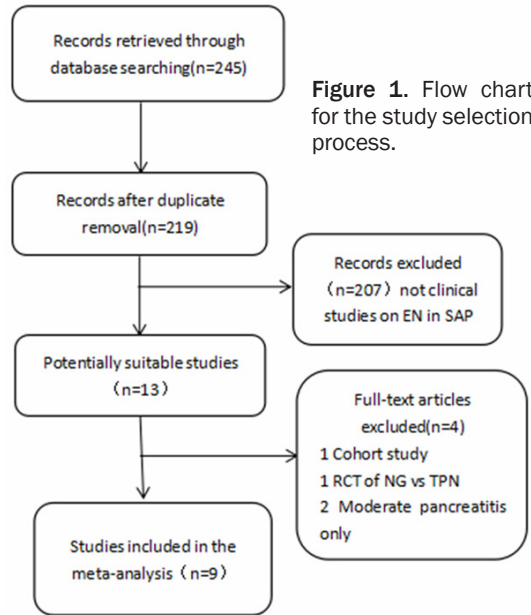 Records retrieved through
database searching(n=245)
Figure 1. Flow chart
for the study selection
process.
Records after duplicate
removal(n=219)
Records excluded
（n=207）not clinical
studies on EN in SAP
Potentially suitable studies
（n=13）
Full-text articles
excluded(n=4)
1 Cohort study
1 RCT of NG vs TPN
2 Moderate pancreatitis
only
Studies included in the
meta-analysis（n=9）